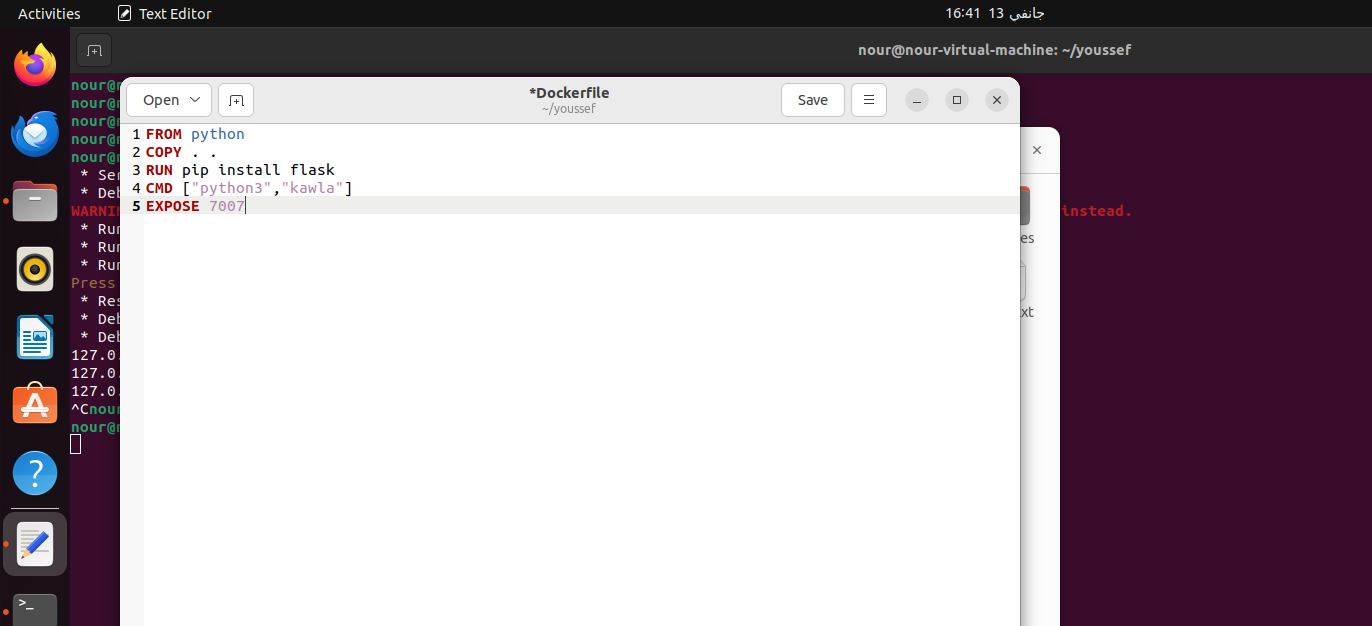 Activities
Text Editor
16:41 13 جانفي
nour@nour-virtual-machine: ~/youssef
Open
*Dockerfile
~/youssef
Save
1 FROM python
2 COPY . .
3 RUN pip install flask
4 CMD ["python3","kawla"]
5 EXPOSE 7007
nour@
nour@
nour@
nour@
nour@
* Ser
* Deb
WARNIN
instead.
* Run
* Run
* Run
Press
* Res
* Deb
* Deb
127.0.
127.0.
127.0.
^Cnour
nour@
es
xt